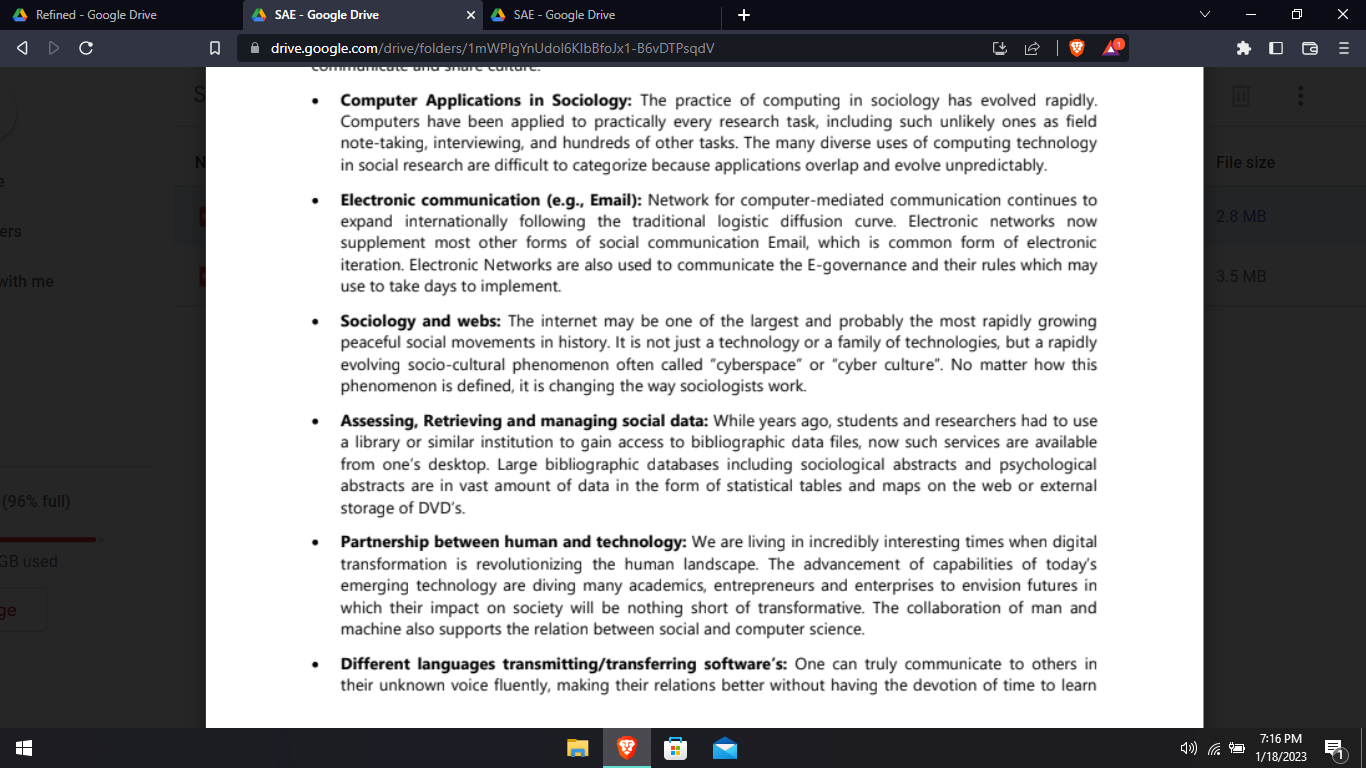 Refined - Google Drive
SAE - Google Drive
SAE - Google Drive
drive.google.com/drive/folders/1mWPIgYnUdol6KlbBfoJx1-B6vDTPsqdV
1
communicate and share culture.
• Computer Applications in Sociology: The practice of computing in sociology has evolved rapidly.
Computers have been applied to practically every research task, including such unlikely ones as field
note-taking, interviewing, and hundreds of other tasks. The many diverse uses of computing technology
in social research are difficult to categorize because applications overlap and evolve unpredictably.
• Electronic communication (e.g., Email): Network for computer-mediated communication continues to
expand internationally following the traditional logistic diffusion curve. Electronic networks now
supplement most other forms of social communication Email, which is common form of electronic
iteration. Electronic Networks are also used to communicate the E-governance and their rules which may
use to take days to implement.
• Sociology and webs: The internet may be one of the largest and probably the most rapidly growing
peaceful social movements in history. It is not just a technology or a family of technologies, but a rapidly
evolving socio-cultural phenomenon often called “cyberspace” or “cyber culture”. No matter how this
phenomenon is defined, it is changing the way sociologists work.
• Assessing, Retrieving and managing social data: While years ago, students and researchers had to use
a library or similar institution to gain access to bibliographic data files, now such services are available
from one’s desktop. Large bibliographic databases including sociological abstracts and psychological
abstracts are in vast amount of data in the form of statistical tables and maps on the web or external
storage of DVD’s.
• Partnership between human and technology: We are living in incredibly interesting times when digital
transformation is revolutionizing the human landscape. The advancement of capabilities of today’s
emerging technology are diving many academics, entrepreneurs and enterprises to envision futures in
which their impact on society will be nothing short of transformative. The collaboration of man and
machine also supports the relation between social and computer science.
• Different languages transmitting/transferring software’s: One can truly communicate to others in
their unknown voice fluently, making their relations better without having the devotion of time to learn
S
N
e
ers
with me
(96% full)
GB used
ge
File size
2.8 MB
3.5 MB
7:16 PM
1/18/2023
1